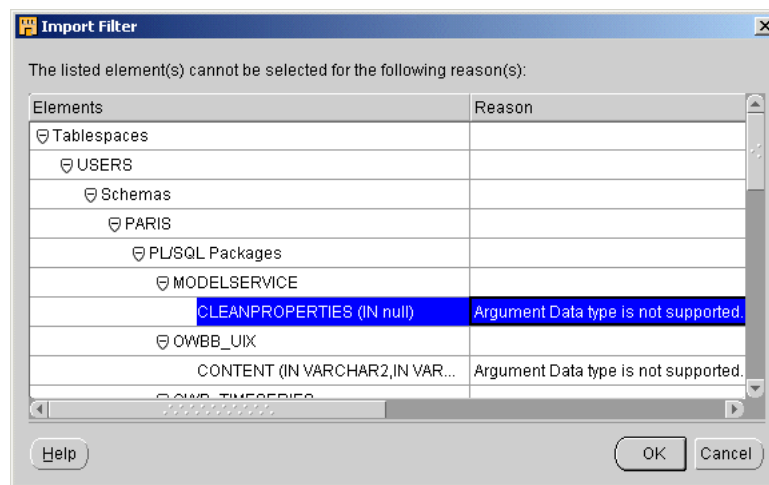 Import Filter
The listed element(s) cannot be selected for the following reason(s):
Elements Reason
Tablespaces
USERS
Schemas
PARIS
PL/SQL Packages
MODELSERVICE
CLEANPROPERTIES (IN null) Argument Data type is not supported.
OWBB_UIX
CONTENT (IN VARCHAR2,IN VAR... Argument Data type is not supported.
Help OK Cancel